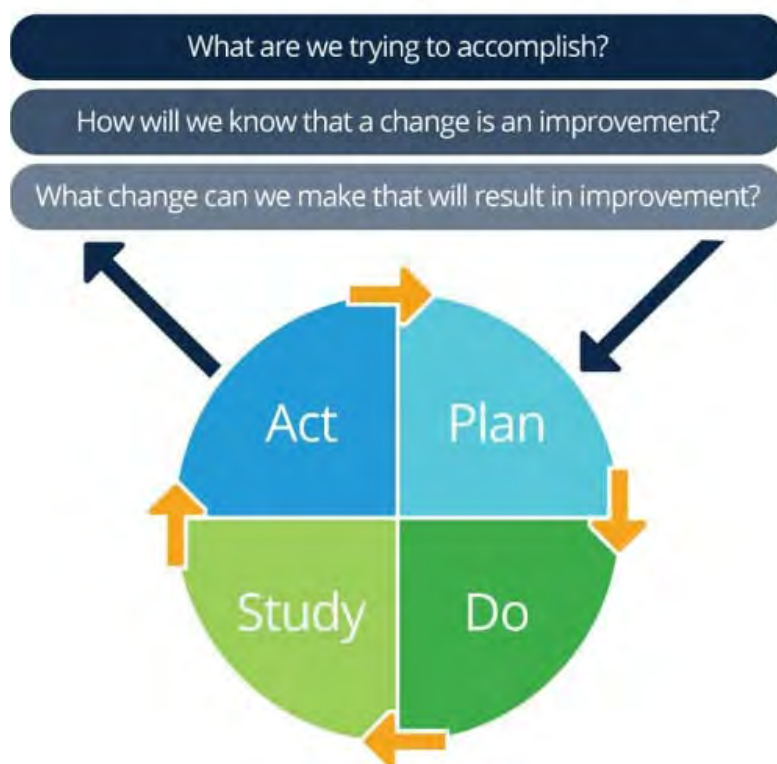 What are we trying to accomplish?
How will we know that a change is an improvement?
What change can we make that will result in improvement?
Act
Plan
Study
Do